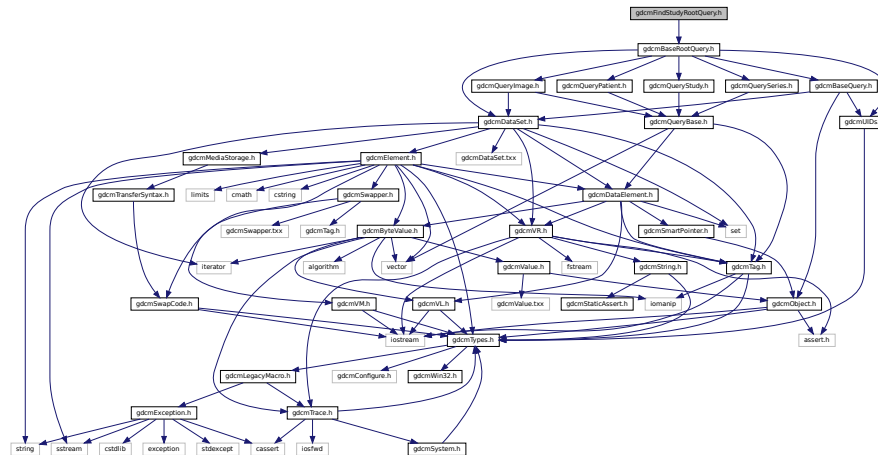 gdcmFindStudyRootQuery.h
gdcmBaseRootQuery.h
gdcmQueryImage.h
gdcmQueryPatient.h
gdcmQueryStudy.h
gdcmQuerySeries.h
gdcmBaseQuery.h
gdcmDataSet.h
gdcmQueryBase.h
gdcmUIDs
gdcmMediaStorage.h
gdcmElement.h
gdcmDataSet.txx
gdcmTransferSyntax.h
limits
cmath
cstring
gdcmSwapper.h
gdcmDataElement.h
gdcmSwapper.txx
gdcmTag.h
gdcmByteValue.h
gdcmVR.h
gdcmSmartPointer.h
set
iterator
algorithm
vector
gdcmValue.h
fstream
gdcmString.h
gdcmTag.h
gdcmSwapCode.h
gdcmVM.h
gdcmVL.h
gdcmValue.txx
gdcmStaticAssert.h
iomanip
gdcmObject.h
iostream
gdcmTypes.h
assert.h
gdcmLegacyMacro.h
gdcmConfigure.h
gdcmWin32.h
gdcmException.h
gdcmTrace.h
string
sstream
cstdlib
exception
stdexcept
cassert
iosfwd
gdcmSystem.h